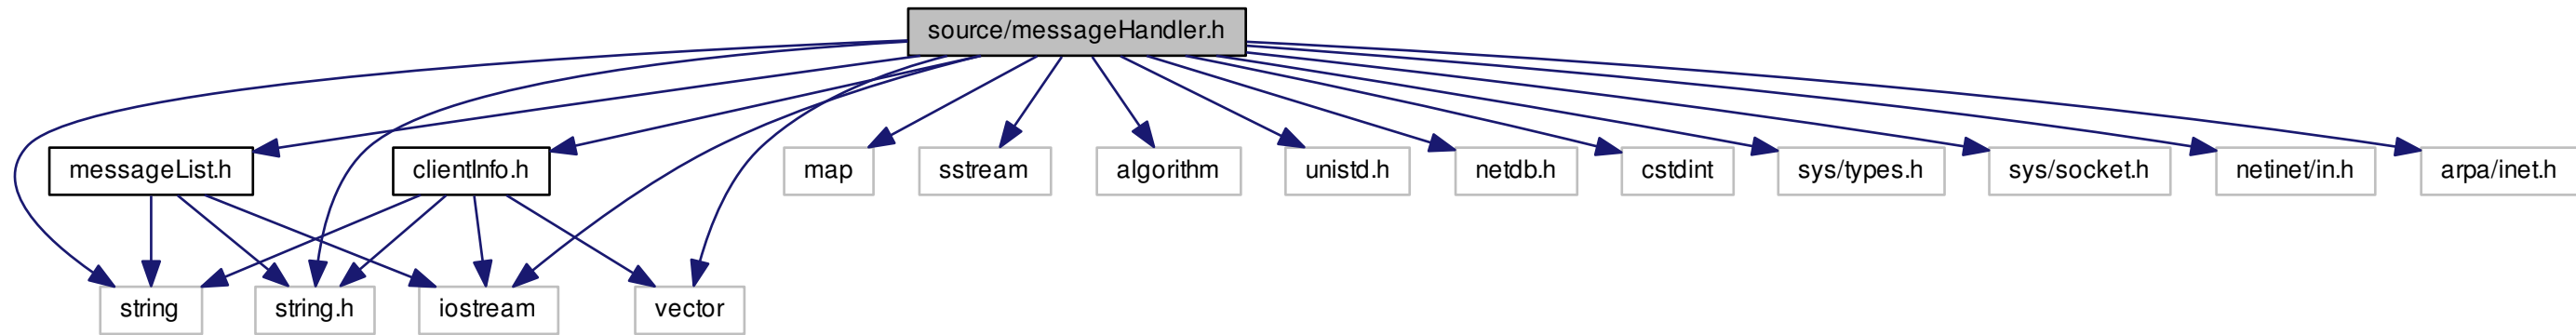 source/messageHandler.h
messageList.h
clientInfo.h
map
sstream
algorithm
unistd.h
netdb.h
cstdint
sys/types.h
sys/socket.h
netinet/in.h
arpa/inet.h
string
string.h
iostream
vector